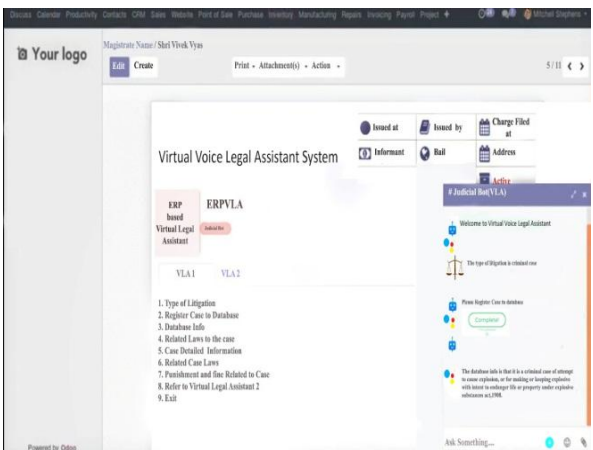 Discuss Calendar Productivity Contacts CRM Sales Website Point of Sale Purchase Inventory Manufacturing Repairs Invoicing Payroll Project + Mitchell Stephens
Your logo
Magistrate Name / Shri Vivek Vyas
Edit Create Print Attachment(s) Action 5 / 11
Issued at Issued by Charge Filed at
Informant Bail Address
Active
Virtual Voice Legal Assistant System
ERP based Virtual Legal Assistant
ERPVLA
Judicial Bot
VLA 1 VLA 2
1. Type of Litigation
2. Register Case to Database
3. Database Info
4. Related Laws to the case
5. Case Detailed Information
6. Related Case Laws
7. Punishment and fine Related to Case
8. Refer to Virtual Legal Assistant 2
9. Exit
# Judicial Bot(VLA)
Welcome to Virtual Voice Legal Assistant
The type of litigation is criminal case
Please Register Case to database
Complete
The database info is that it is a criminal case of attempt
to cause explosion, or for making or keeping explosive
with intent to endanger life or property under explosive
substances act,1908.
Ask Something...
Powered by Odoo